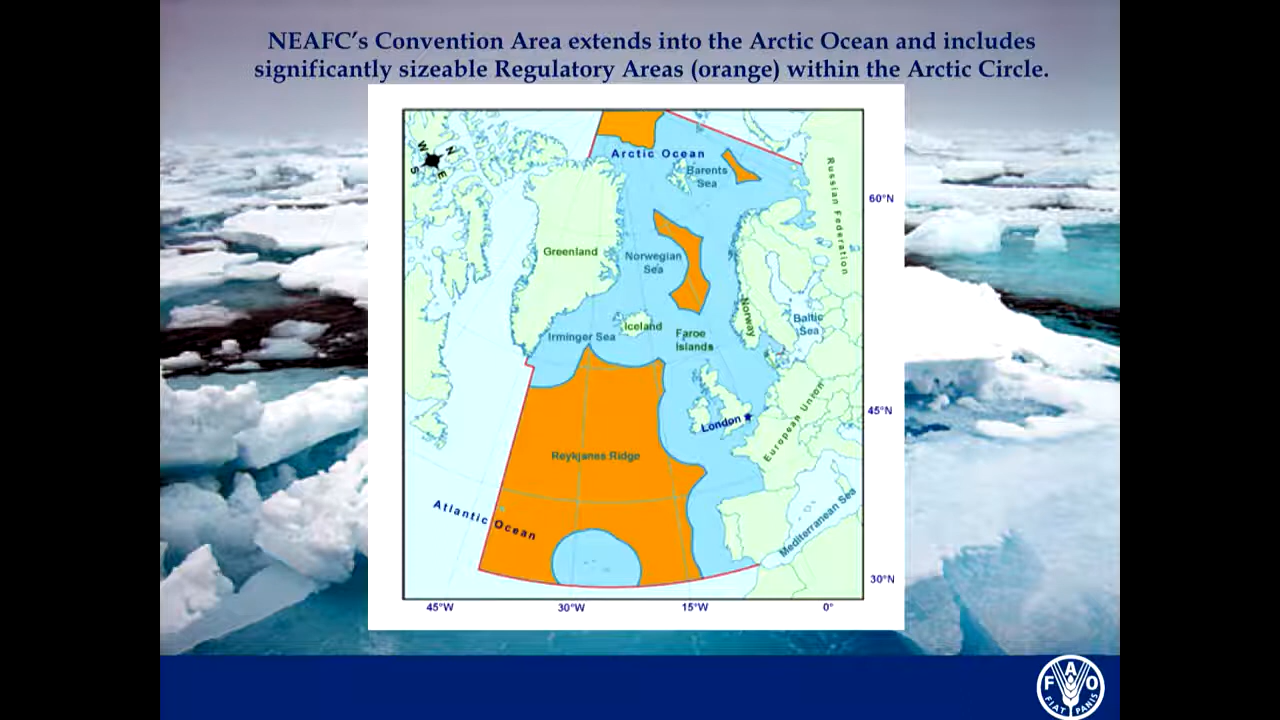 NEAFC's Convention Area extends into the Arctic Ocean and includes
significantly sizeable Regulatory Areas (orange) within the Arctic Circle.
N
W
E
S
Arctic Ocean
Barents
Sea
Russian Federation
60°N
Greenland
Norwegian
Sea
Norway
Baltic
Sea
Iceland
Irminger Sea
Faroe
Islands
45°N
London
European Union
Reykjanes Ridge
Atlantic Ocean
Mediterranean Sea
30°N
45°W
30°W
15°W
0°
F A O
FIAT PANIS